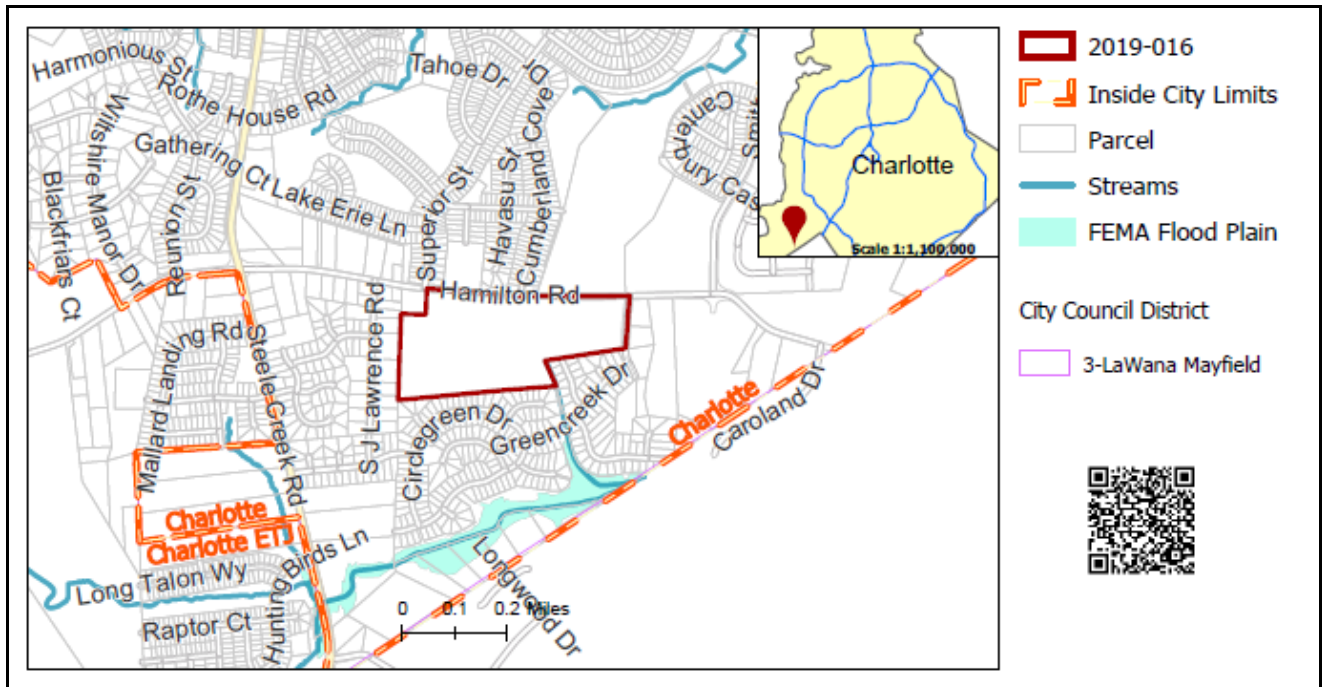 Harmonious St
Rothe House Rd
Tahoe Dr
Wiltshire Manor Dr
Gathering Ct
Lake Erie Ln
Blackfriars Ct
Reunion St
Superior St
Havasu St
Cumberland Cove Dr
Canterbury Cas
Smith
Charlotte
Scale 1:1,100,000
Hamilton Rd
Mallard Landing Rd
Steele Creek Rd
S J Lawrence Rd
Circlegreen Dr
Greencreek Dr
Charlotte
Caroland Dr
Charlotte
Charlotte ETJ
Long Talon Wy
Hunting Birds Ln
Raptor Ct
Longwood Dr
0 0.1 0.2 Miles
2019-016
Inside City Limits
Parcel
Streams
FEMA Flood Plain
City Council District
3-LaWana Mayfield